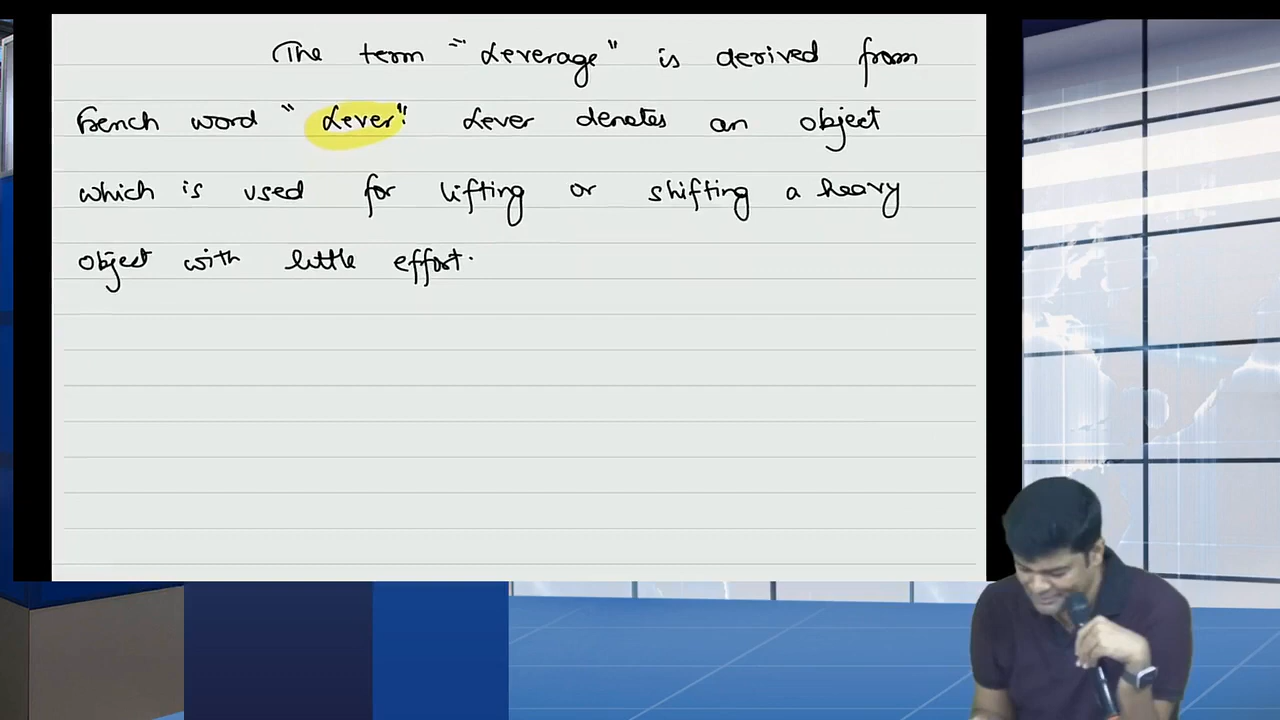 The term "Leverage" is derived from
french word "Lever". Lever denotes an object
which is used for lifting or shifting a heavy
object with little effort.